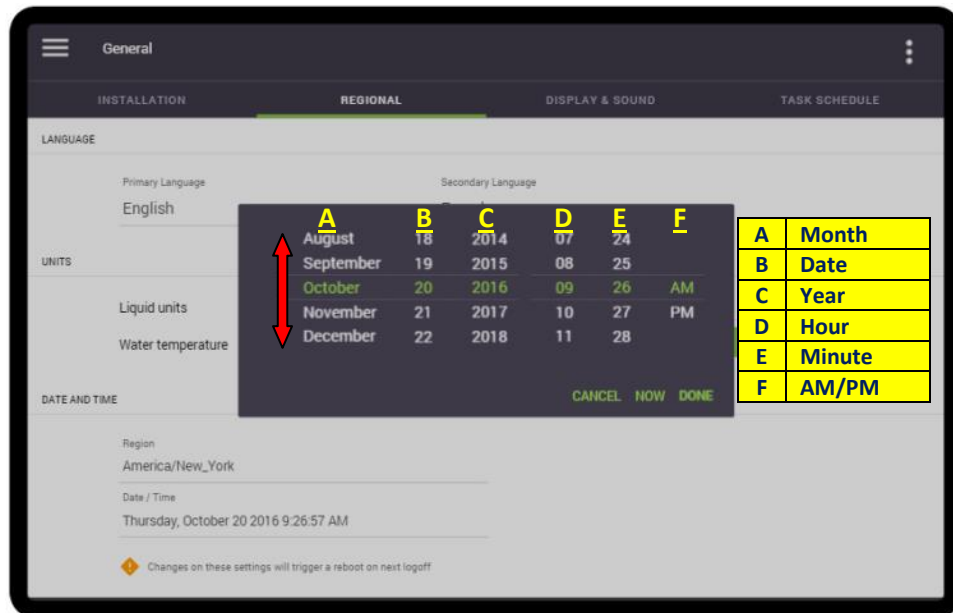 General
INSTALLATION REGIONAL DISPLAY & SOUND TASK SCHEDULE
LANGUAGE
Primary Language Secondary Language
English
A B C D E F
August 18 2014 07 24
September 19 2015 08 25
October 20 2016 09 26 AM
November 21 2017 10 27 PM
December 22 2018 11 28
CANCEL NOW DONE
A Month
B Date
C Year
D Hour
E Minute
F AM/PM
UNITS
Liquid units
Water temperature
DATE AND TIME
Region
America/New_York
Date / Time
Thursday, October 20 2016 9:26:57 AM
Changes on these settings will trigger a reboot on next logoff